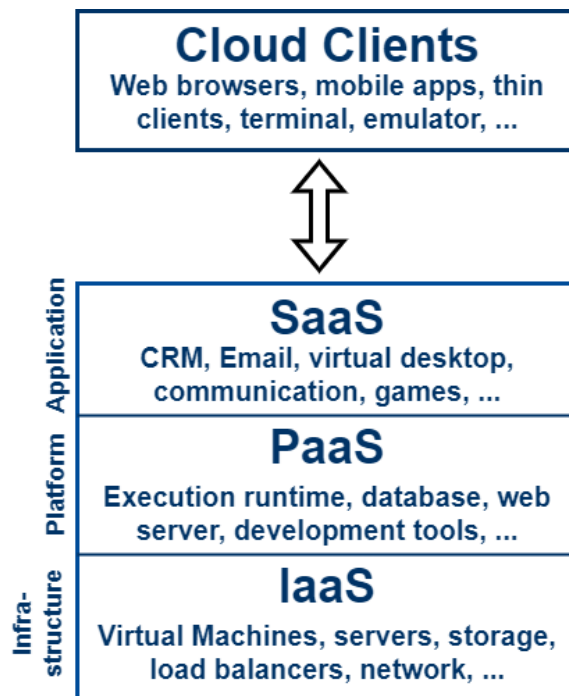 Cloud Clients
Web browsers, mobile apps, thin
clients, terminal, emulator, ...
Application
SaaS
CRM, Email, virtual desktop,
communication, games, ...
Platform
PaaS
Execution runtime, database, web
server, development tools, ...
Infra-
structure
IaaS
Virtual Machines, servers, storage,
load balancers, network, ...